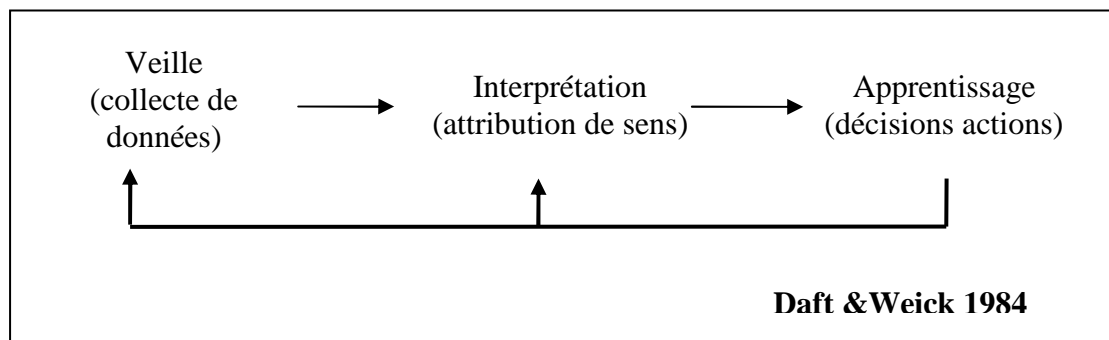 Veille
(collecte de
données)
Interprétation
(attribution de sens)
Apprentissage
(décisions actions)
Daft &Weick 1984